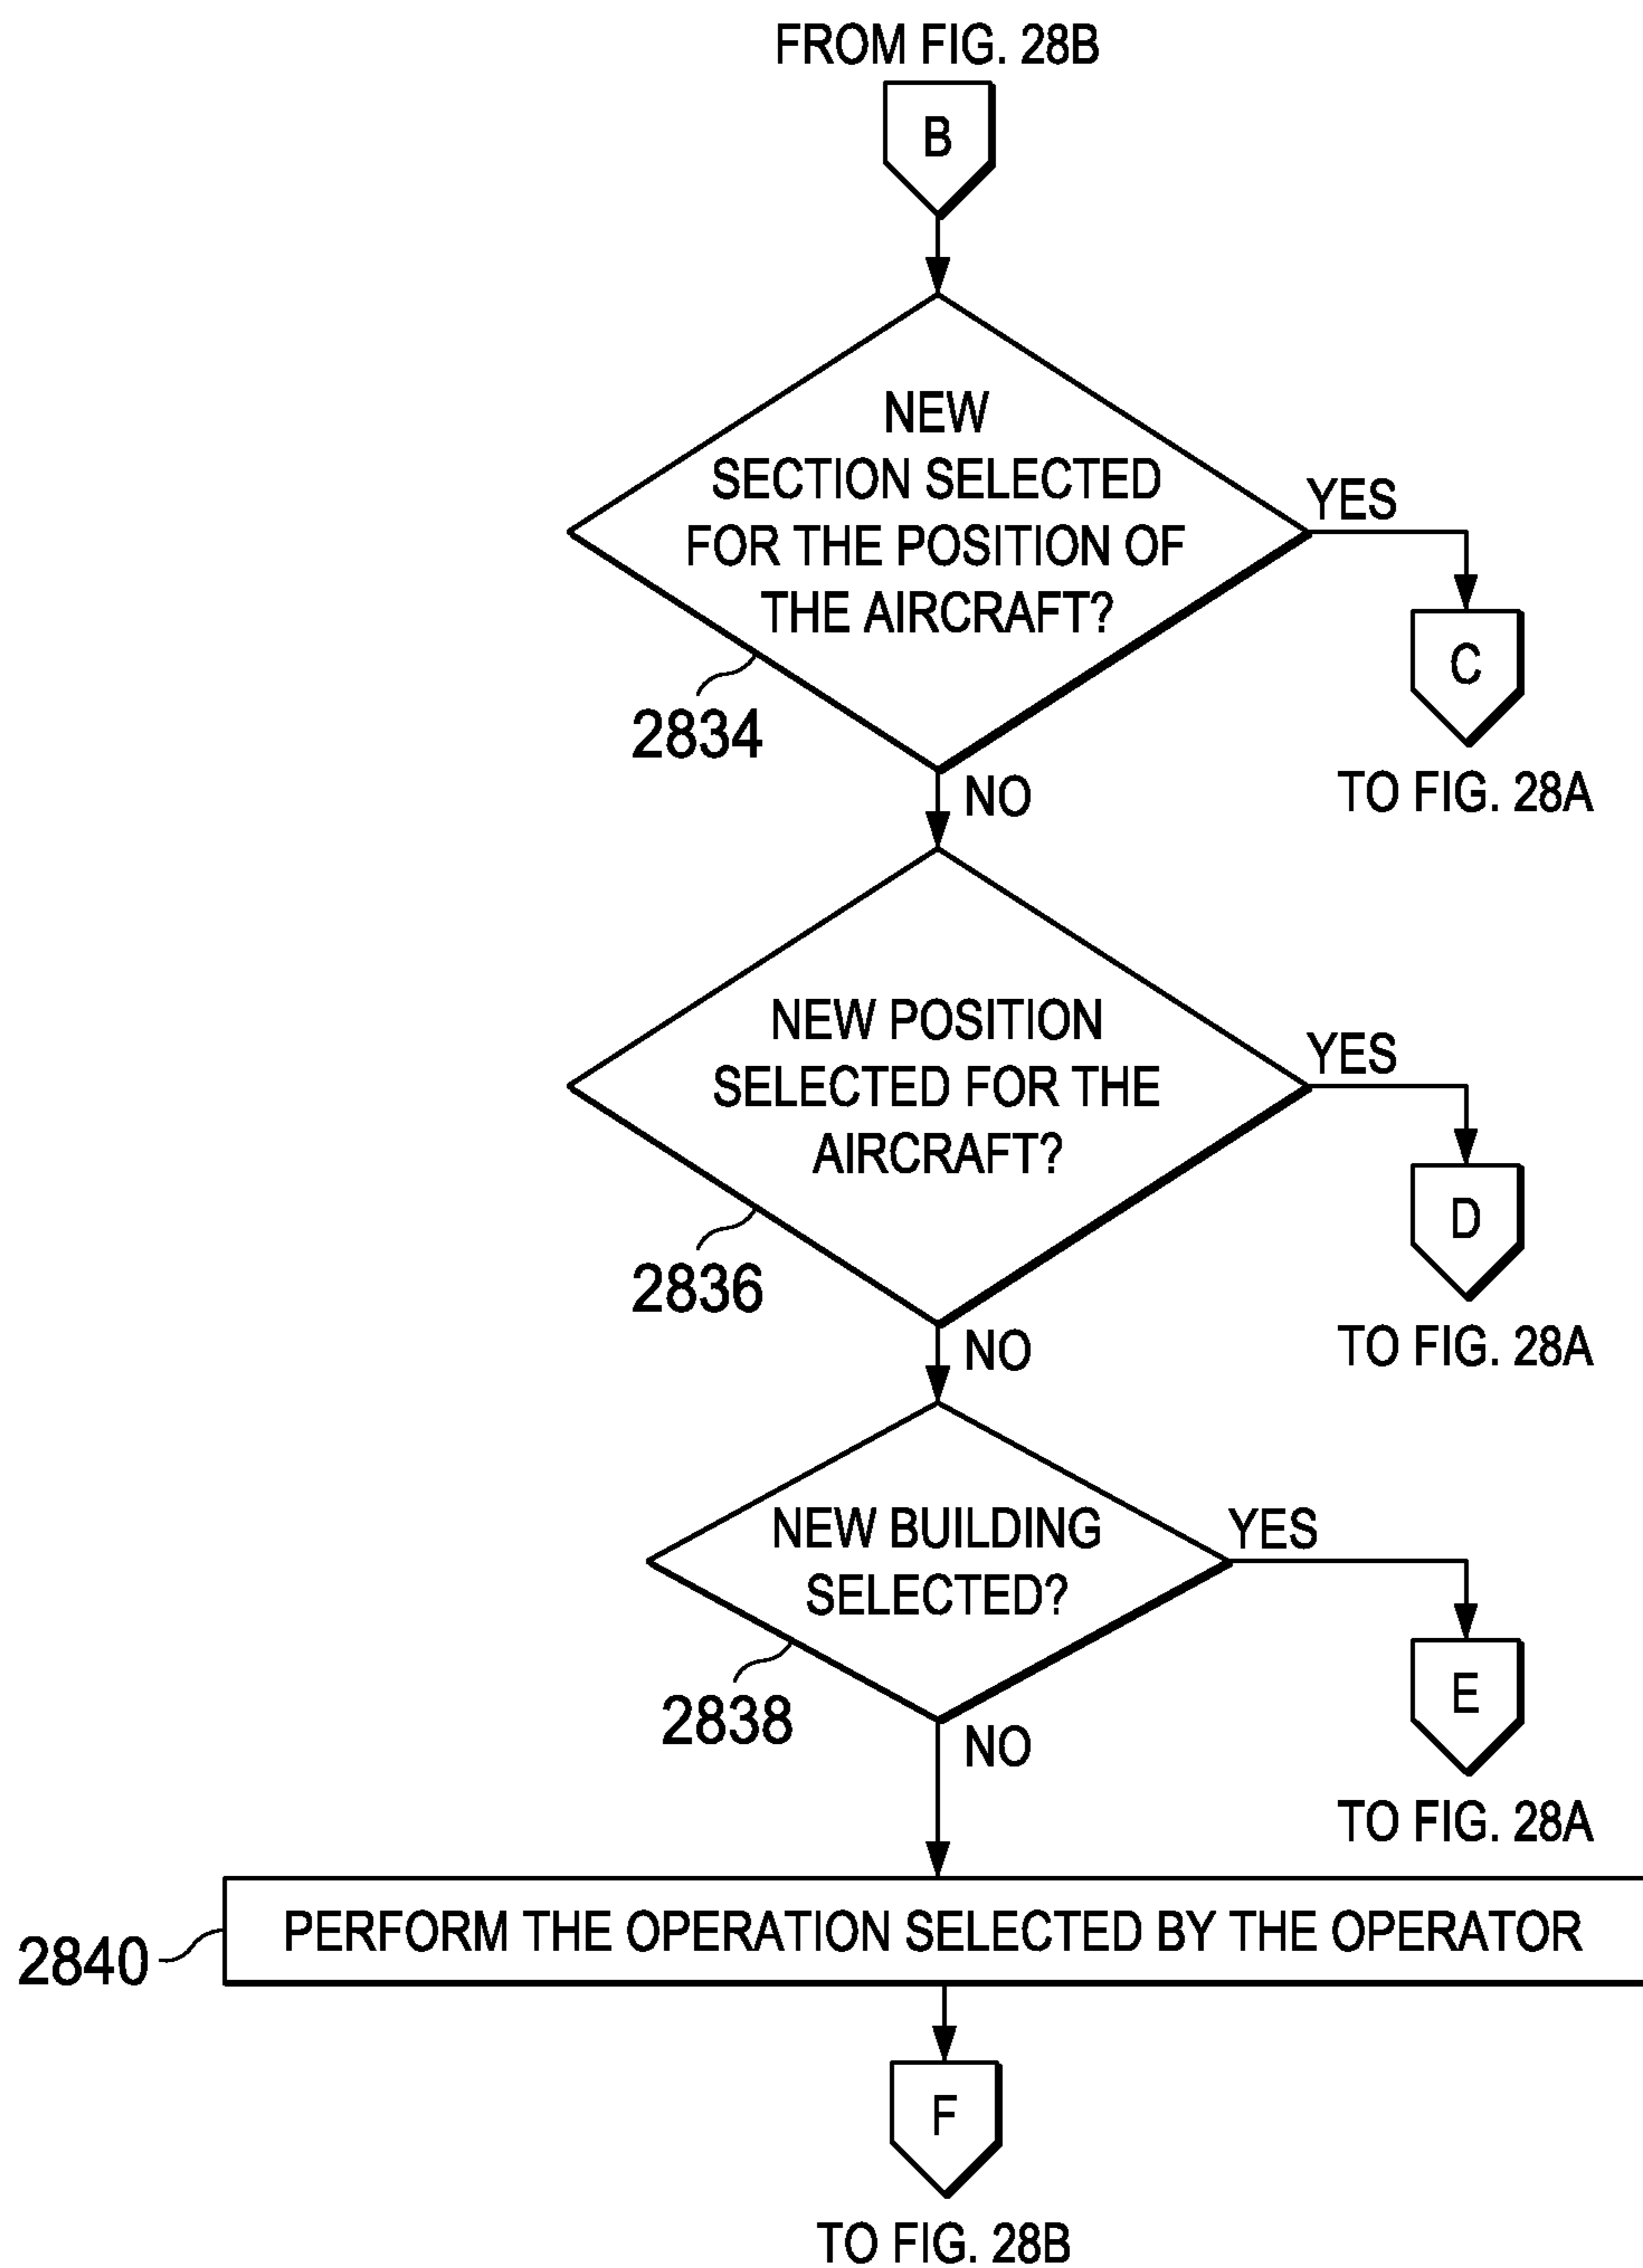 FROM FIG. 28B
B
NEW
SECTION SELECTED
FOR THE POSITION OF
THE AIRCRAFT?
YES
C
TO FIG. 28A
2834
NO
NEW POSITION
SELECTED FOR THE
AIRCRAFT?
YES
D
TO FIG. 28A
2836
NO
NEW BUILDING
SELECTED?
YES
E
TO FIG. 28A
2838
NO
PERFORM THE OPERATION SELECTED BY THE OPERATOR
2840
F
TO FIG. 28B